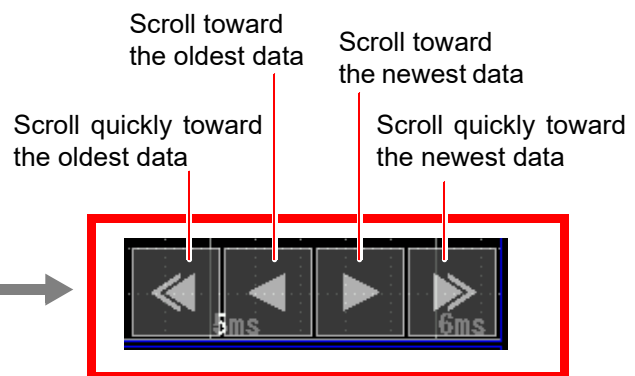 Scroll toward
the oldest data
Scroll toward
the newest data
Scroll quickly toward
the oldest data
Scroll quickly toward
the newest data
5ms
6ms